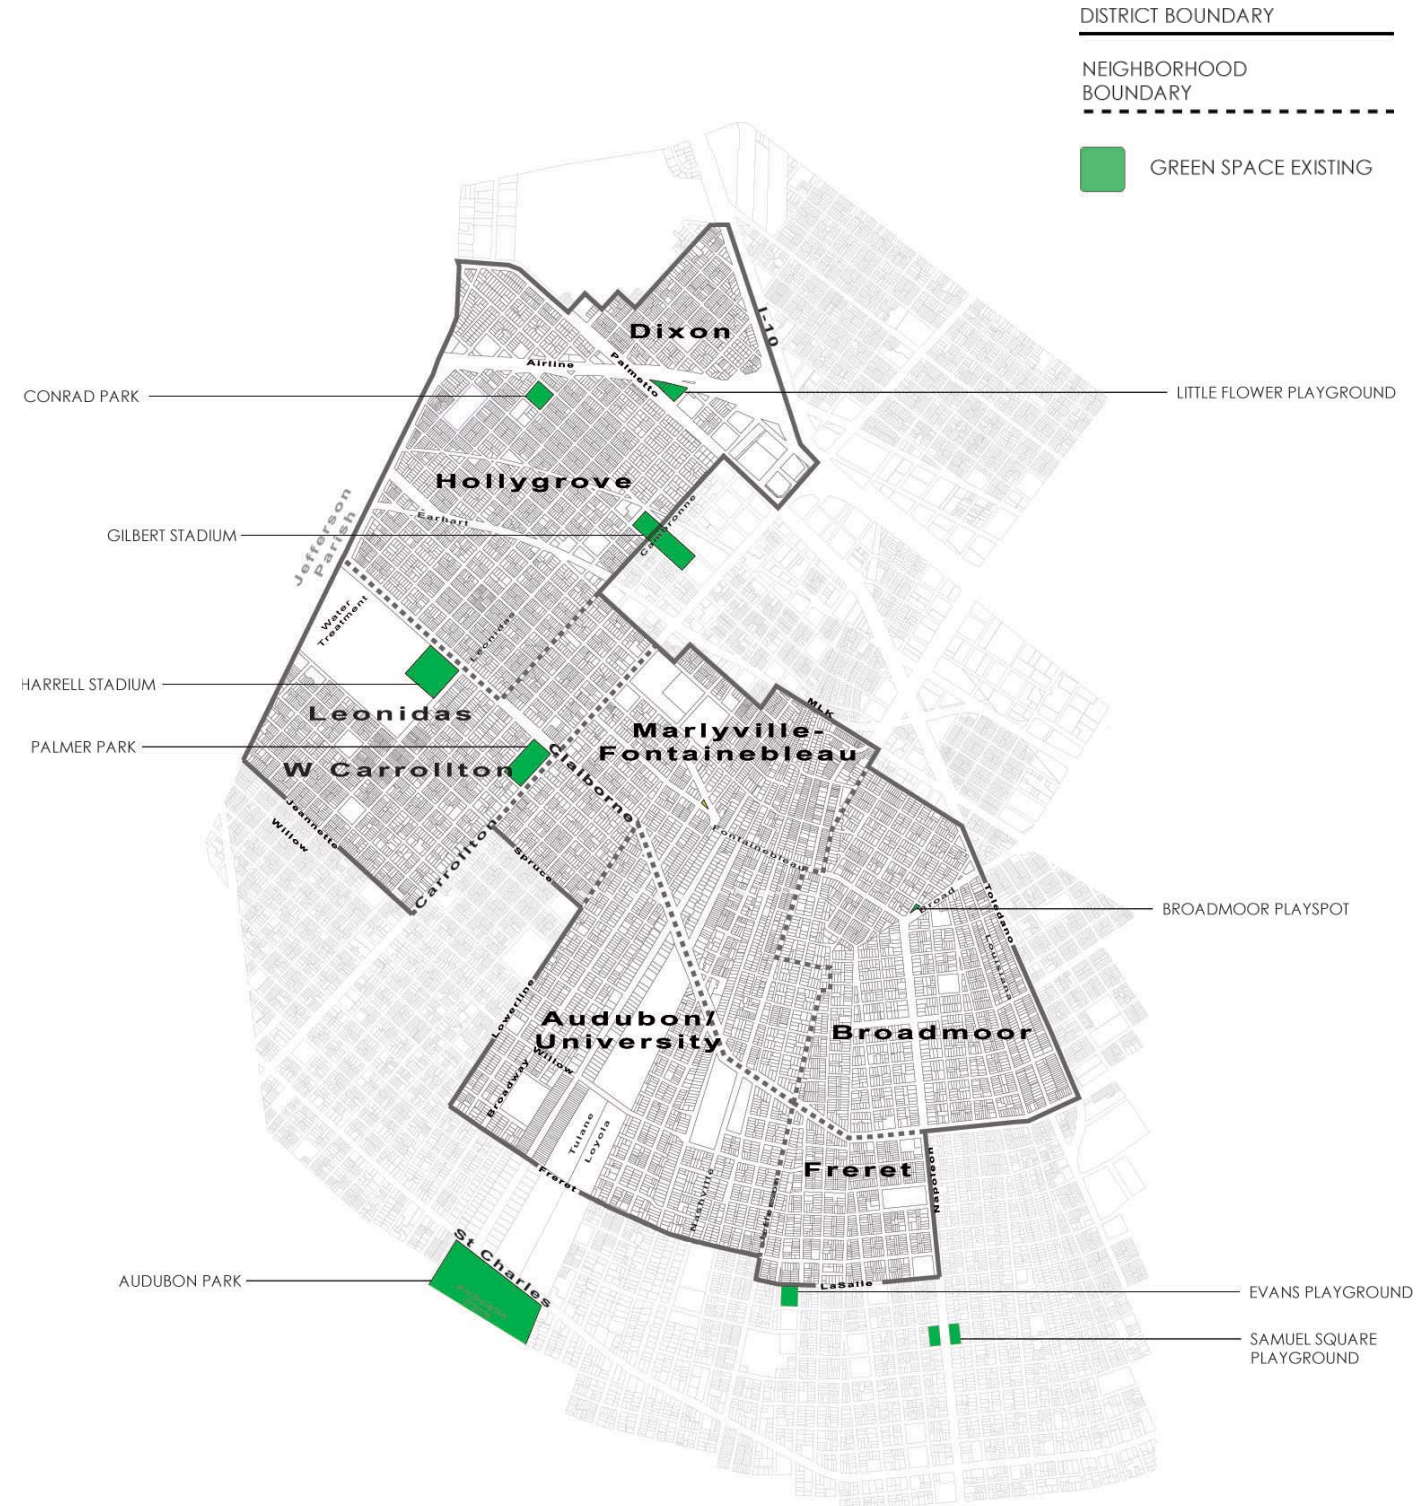 DISTRICT BOUNDARY
NEIGHBORHOOD
BOUNDARY
GREEN SPACE EXISTING
Dixon
I-10
Airline
Palmetto
CONRAD PARK
LITTLE FLOWER PLAYGROUND
Hollygrove
Earhart
Cambronne
Jefferson
Parish
GILBERT STADIUM
Water
Treatment
Leonidas
HARRELL STADIUM
Leonidas
MLK
Marlyville-
Fontainebleau
PALMER PARK
W Carrollton
Claiborne
Jeannette
Willow
Carrollton
Spruce
Fontainebleau
Broad
Toledano
BROADMOOR PLAYSPOT
Louisiana
Lowerline
Audubon/
University
Broadmoor
Willow
Broadway
Tulane
Loyola
Freret
Freret
Napoleon
Nashville
St Charles
AUDUBON PARK
LaSalle
EVANS PLAYGROUND
SAMUEL SQUARE
PLAYGROUND